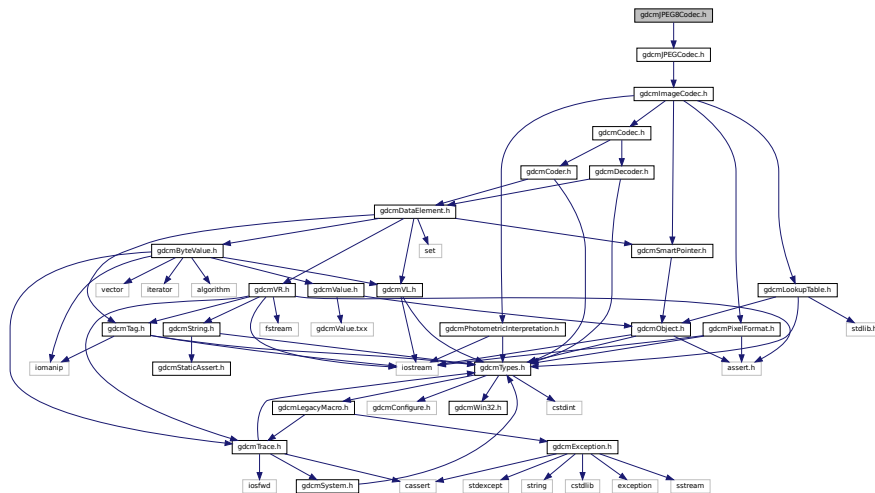 gdcmJPEG8Codec.h
gdcmJPEGCodec.h
gdcmImageCodec.h
gdcmCodec.h
gdcmCoder.h
gdcmDecoder.h
gdcmDataElement.h
gdcmByteValue.h
set
gdcmSmartPointer.h
vector
iterator
algorithm
gdcmVR.h
gdcmValue.h
gdcmVL.h
gdcmLookupTable.h
gdcmTag.h
gdcmString.h
fstream
gdcmValue.txx
gdcmPhotometricInterpretation.h
gdcmObject.h
gdcmPixelFormat.h
stdlib.h
iomanip
gdcmStaticAssert.h
iostream
gdcmTypes.h
assert.h
gdcmLegacyMacro.h
gdcmConfigure.h
gdcmWin32.h
cstdint
gdcmTrace.h
gdcmException.h
iosfwd
gdcmSystem.h
cassert
stdexcept
string
cstdlib
exception
sstream